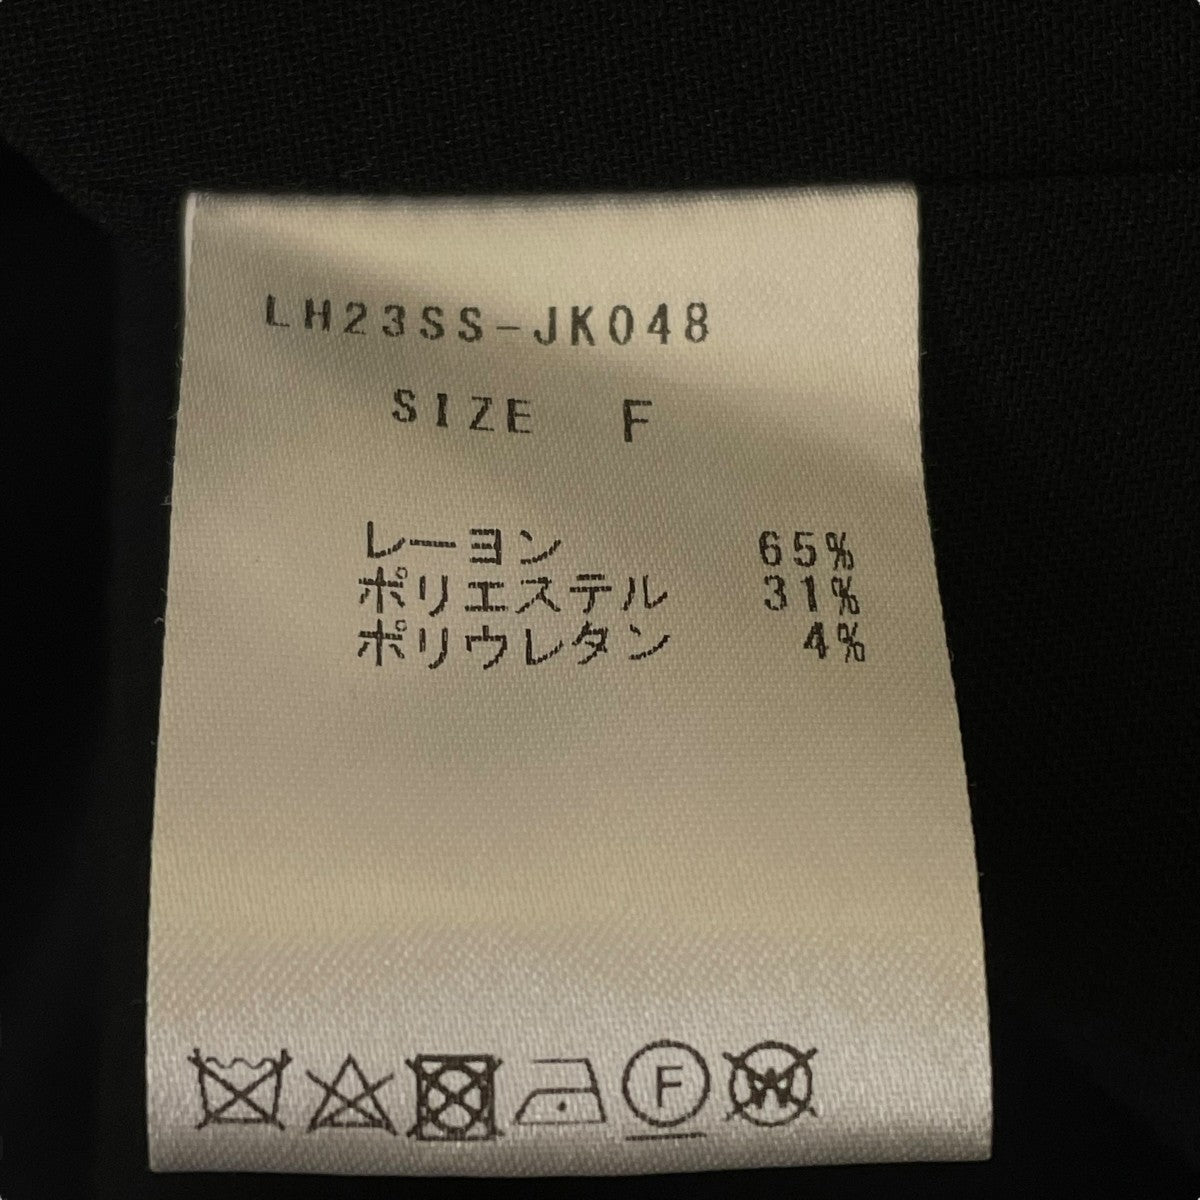 LH23SS-JK048
SIZE F
レーヨン 65%
ポリエステル 31%
ポリウレタン 4%
F W